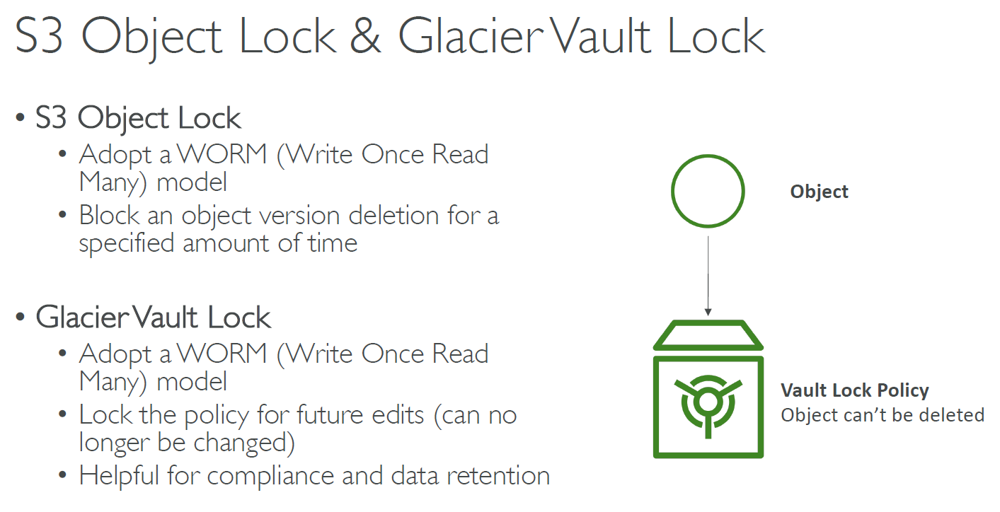 S3 Object Lock & Glacier Vault Lock
• S3 Object Lock
• Adopt a WORM (Write Once Read
Many) model
• Block an object version deletion for a
specified amount of time
• Glacier Vault Lock
• Adopt a WORM (Write Once Read
Many) model
• Lock the policy for future edits (can no
longer be changed)
• Helpful for compliance and data retention
Object
Vault Lock Policy
Object can’t be deleted